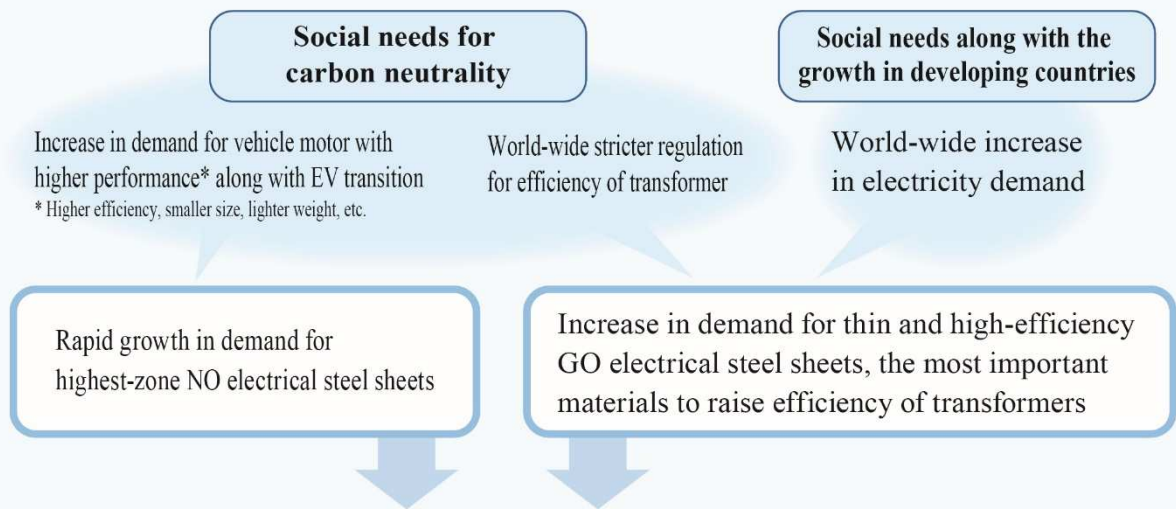 Social needs for
carbon neutrality
Social needs along with the
growth in developing countries
Increase in demand for vehicle motor with
higher performance* along with EV transition
* Higher efficiency, smaller size, lighter weight, etc.
World-wide stricter regulation
for efficiency of transformer
World-wide increase
in electricity demand
Rapid growth in demand for
highest-zone NO electrical steel sheets
Increase in demand for thin and high-efficiency
GO electrical steel sheets, the most important
materials to raise efficiency of transformers